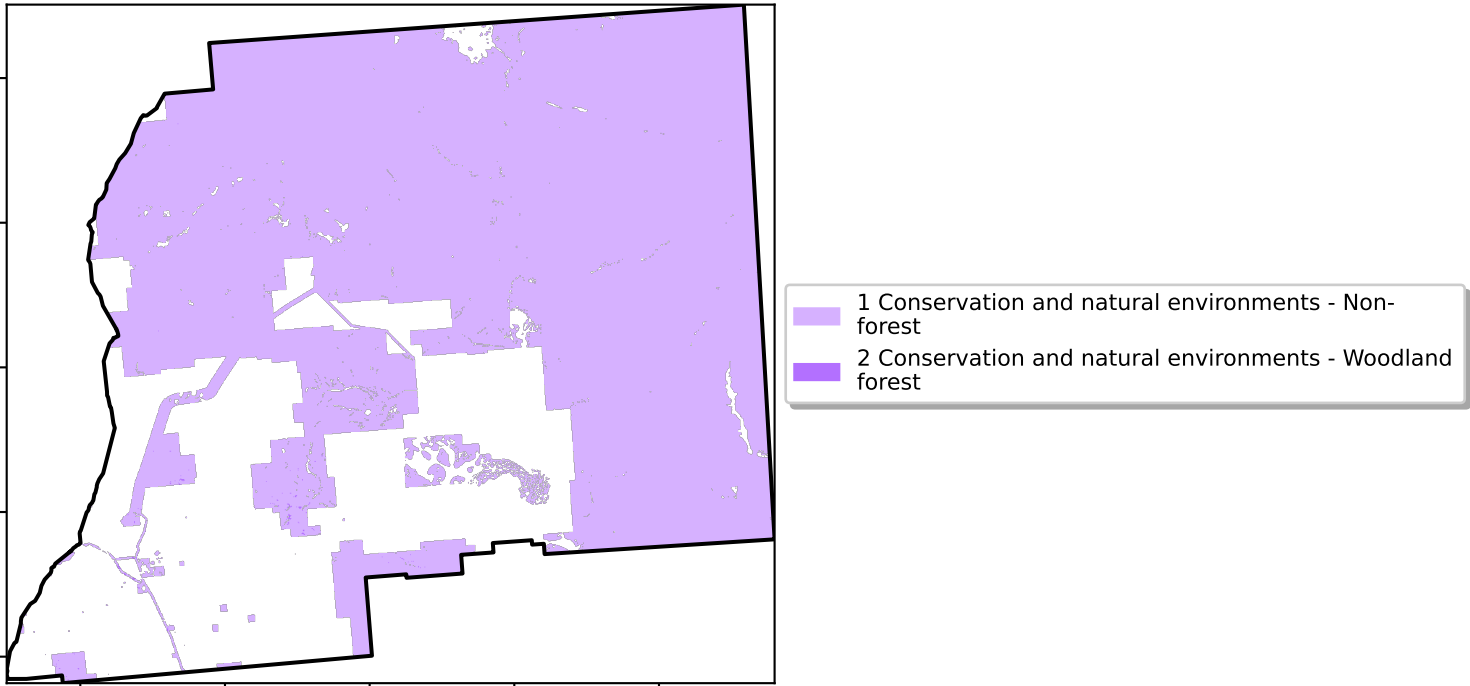 1 Conservation and natural environments - Non-
forest
2 Conservation and natural environments - Woodland
forest